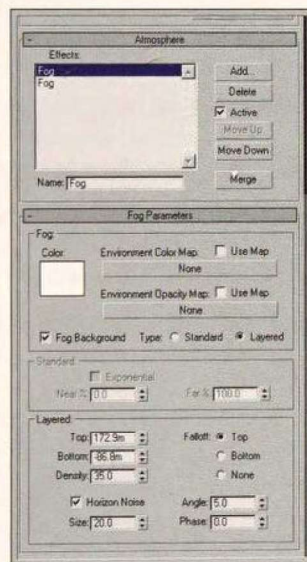 - Atmosphere
Effects:
Fog
Fog
Add...
Delete
Active
Move Up
Move Down
Name: Fog
Merge
- Fog Parameters
Fog:
Color: Environment Color Map: Use Map
None
Environment Opacity Map: Use Map
None
Fog Background Type: Standard Layered
Standard
Exponential
Near % 0.0 Far % 100.0
Layered:
Top: 172.9m Falloff: Top
Bottom: -86.8m Bottom
Density: 35.0 None
Horizon Noise Angle: 5.0
Size: 20.0 Phase: 0.0